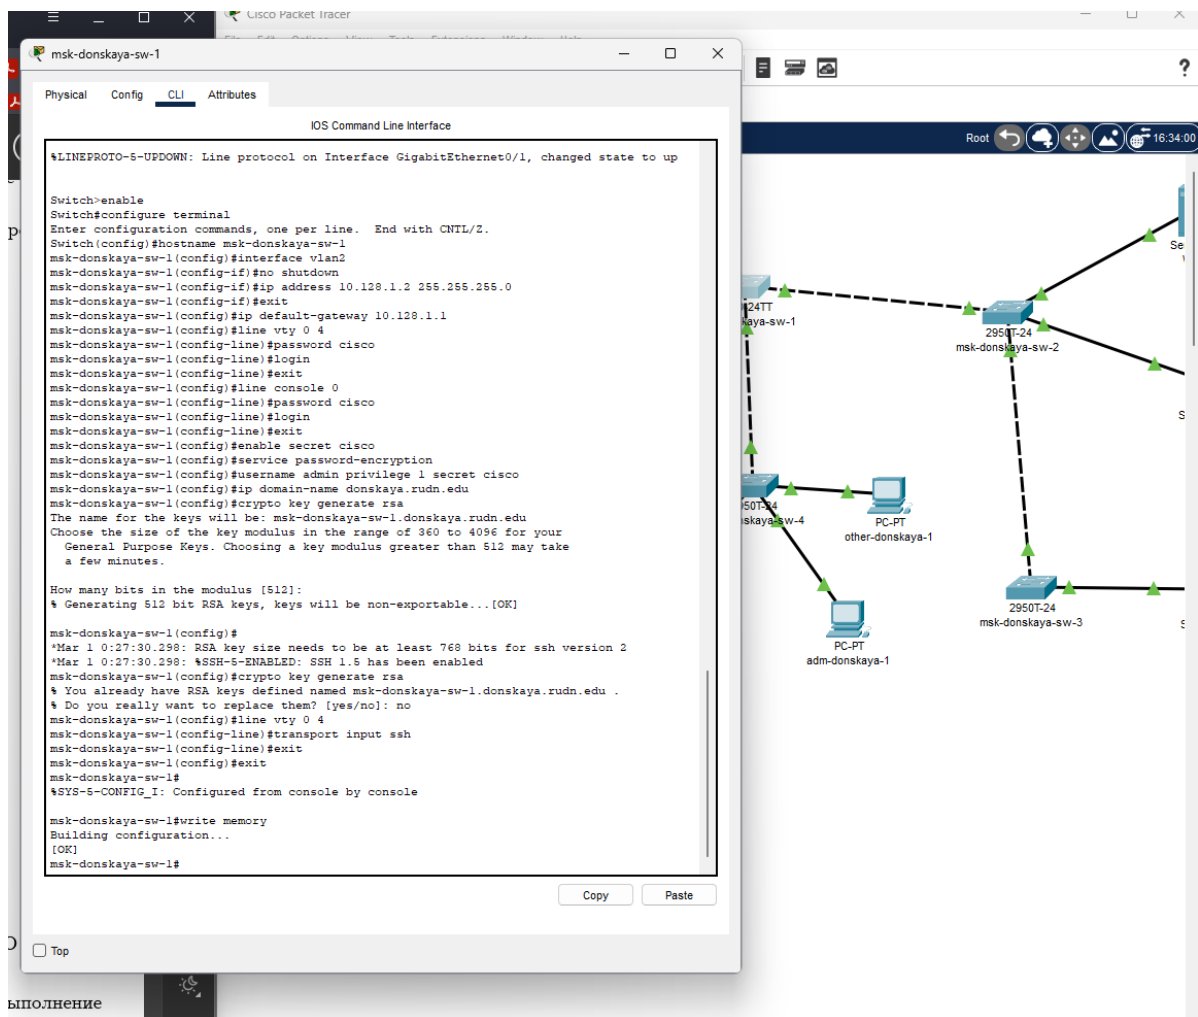 Cisco Packet Tracer
msk-donskaya-sw-1
Physical Config CLI Attributes
IOS Command Line Interface
%LINEPROTO-5-UPDOWN: Line protocol on Interface GigabitEthernet0/1, changed state to up
Switch>enable
Switch#configure terminal
Enter configuration commands, one per line. End with CNTL/Z.
Switch(config)#hostname msk-donskaya-sw-1
msk-donskaya-sw-1(config)#interface vlan2
msk-donskaya-sw-1(config-if)#no shutdown
msk-donskaya-sw-1(config-if)#ip address 10.128.1.2 255.255.255.0
msk-donskaya-sw-1(config-if)#exit
msk-donskaya-sw-1(config)#ip default-gateway 10.128.1.1
msk-donskaya-sw-1(config)#line vty 0 4
msk-donskaya-sw-1(config-line)#password cisco
msk-donskaya-sw-1(config-line)#login
msk-donskaya-sw-1(config-line)#exit
msk-donskaya-sw-1(config)#line console 0
msk-donskaya-sw-1(config-line)#password cisco
msk-donskaya-sw-1(config-line)#login
msk-donskaya-sw-1(config-line)#exit
msk-donskaya-sw-1(config)#enable secret cisco
msk-donskaya-sw-1(config)#service password-encryption
msk-donskaya-sw-1(config)#username admin privilege 1 secret cisco
msk-donskaya-sw-1(config)#ip domain-name donskaya.rudn.edu
msk-donskaya-sw-1(config)#crypto key generate rsa
The name for the keys will be: msk-donskaya-sw-1.donskaya.rudn.edu
Choose the size of the key modulus in the range of 360 to 4096 for your
General Purpose Keys. Choosing a key modulus greater than 512 may take
a few minutes.
How many bits in the modulus [512]:
% Generating 512 bit RSA keys, keys will be non-exportable...[OK]
msk-donskaya-sw-1(config)#
*Mar 1 0:27:30.298: RSA key size needs to be at least 768 bits for ssh version 2
*Mar 1 0:27:30.298: %SSH-5-ENABLED: SSH 1.5 has been enabled
msk-donskaya-sw-1(config)#crypto key generate rsa
% You already have RSA keys defined named msk-donskaya-sw-1.donskaya.rudn.edu .
% Do you really want to replace them? [yes/no]: no
msk-donskaya-sw-1(config)#line vty 0 4
msk-donskaya-sw-1(config-line)#transport input ssh
msk-donskaya-sw-1(config-line)#exit
msk-donskaya-sw-1(config)#exit
msk-donskaya-sw-1#
%SYS-5-CONFIG_I: Configured from console by console
msk-donskaya-sw-1#write memory
Building configuration...
[OK]
msk-donskaya-sw-1#
Copy Paste
Top
ыполнение
?
Root 16:34:00
Se
24TT
kaya-sw-1
2950T-24
msk-donskaya-sw-2
S
50T-24
skaya-sw-4
PC-PT
other-donskaya-1
PC-PT
adm-donskaya-1
2950T-24
msk-donskaya-sw-3